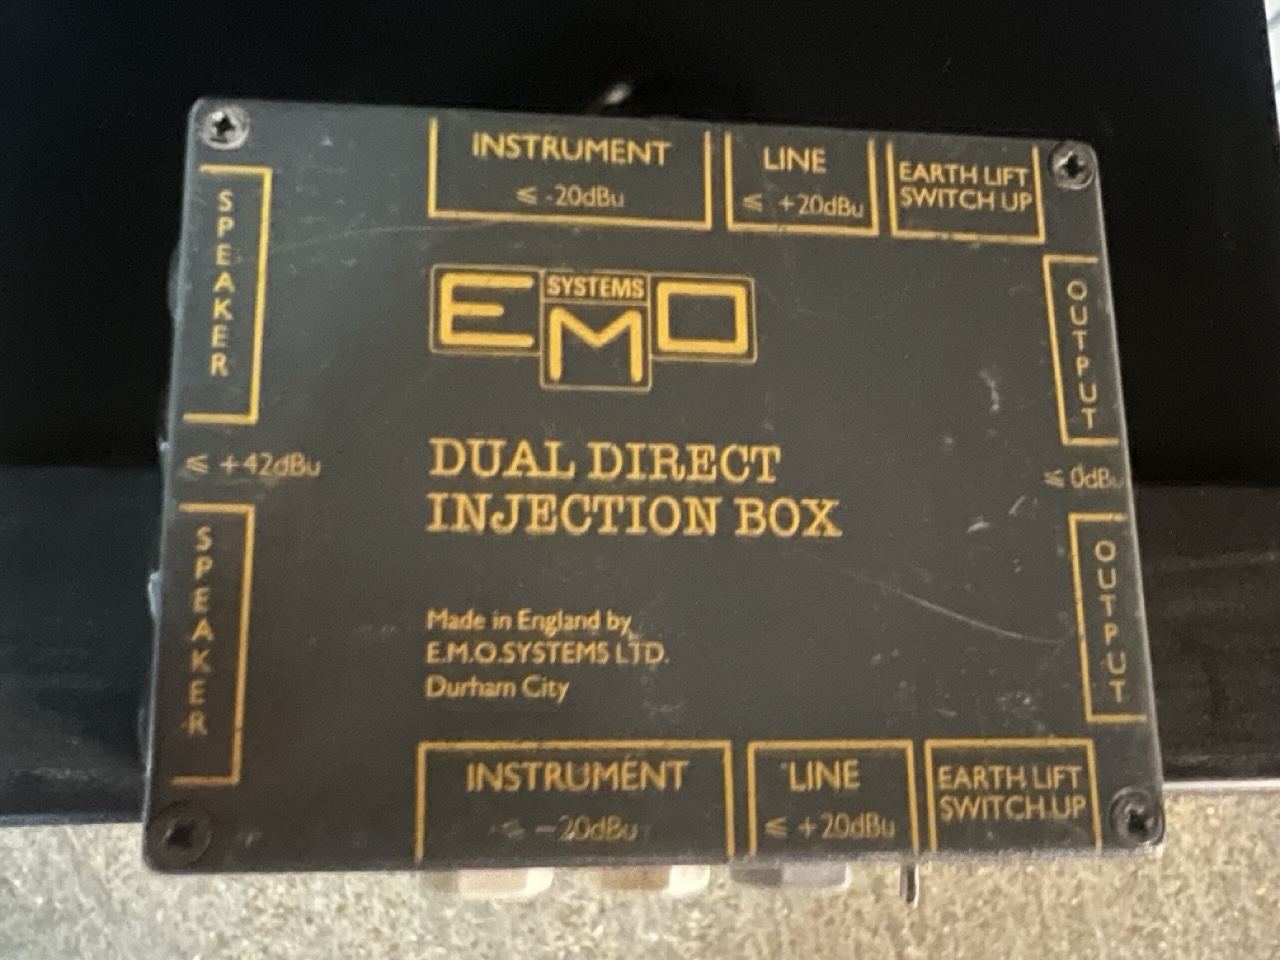 INSTRUMENT
≤ -20dBu
LINE
≤ +20dBu
EARTH LIFT
SWITCH UP
SPEAKER
SYSTEMS
EMO
OUTPUT
≤ +42dBu
DUAL DIRECT
INJECTION BOX
≤ 0dBu
SPEAKER
OUTPUT
Made in England by
E.M.O.SYSTEMS LTD.
Durham City
INSTRUMENT
≤ -20dBu
LINE
≤ +20dBu
EARTH LIFT
SWITCH UP